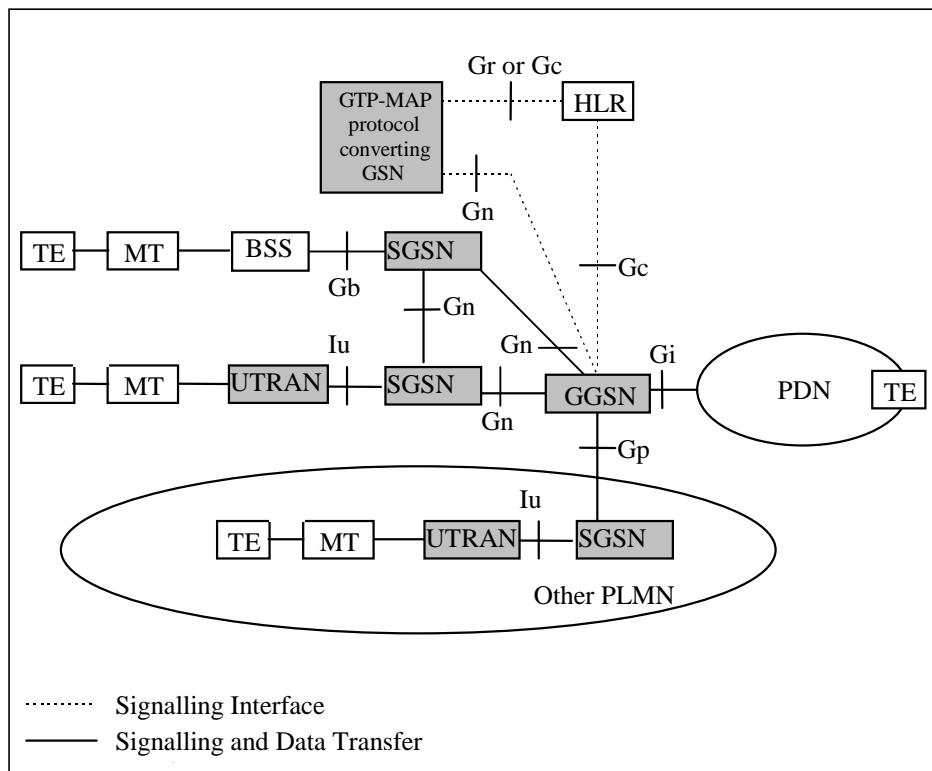 Gr or Gc
GTP-MAP
protocol
converting
GSN
HLR
Gn
TE
MT
BSS
Gb
SGSN
Gn
Gc
Gn
TE
MT
UTRAN
Iu
SGSN
Gn
GGSN
Gi
PDN
TE
Gp
TE
MT
UTRAN
Iu
SGSN
Other PLMN
Signalling Interface
Signalling and Data Transfer